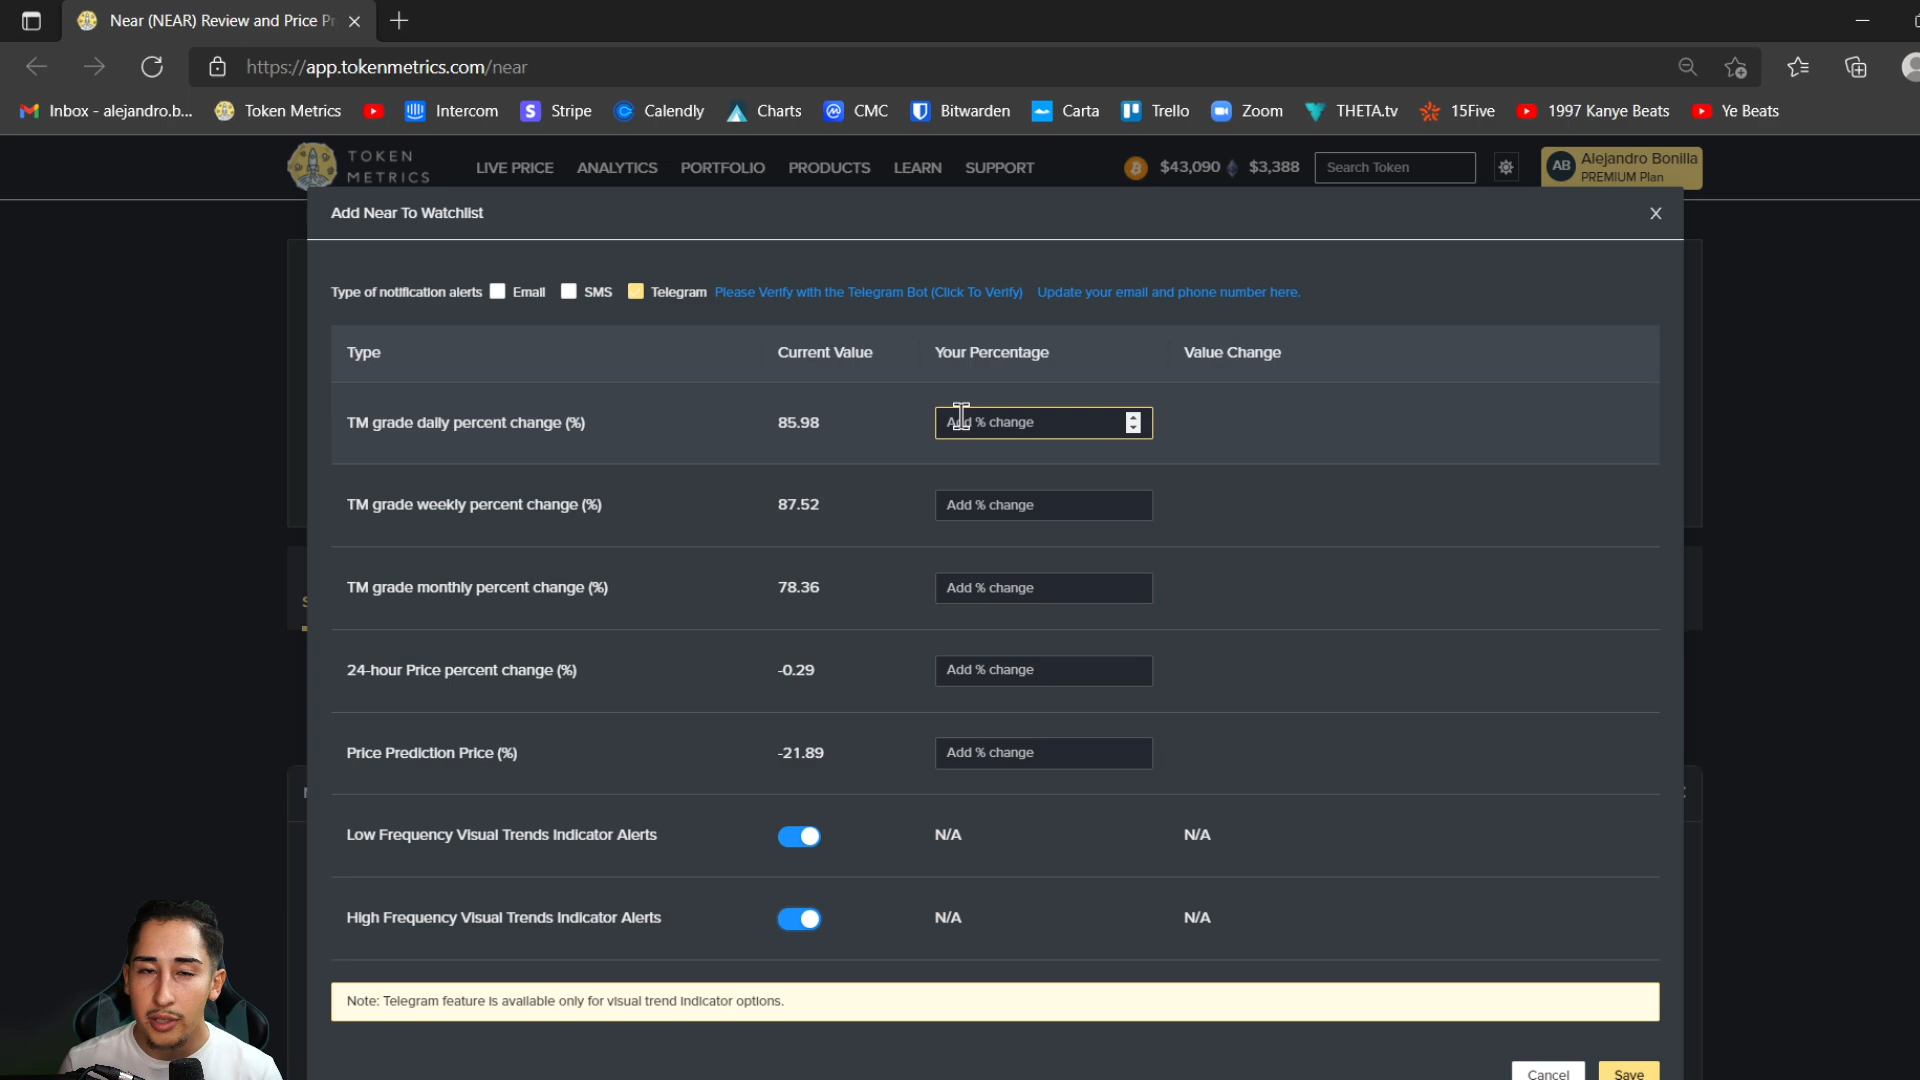 Near (NEAR) Review and Price Pr
https://app.tokenmetrics.com/near
Inbox - alejandro.b... Token Metrics Intercom Stripe Calendly Charts CMC Bitwarden Carta Trello Zoom THETA.tv 15Five 1997 Kanye Beats Ye Beats
TOKEN METRICS LIVE PRICE ANALYTICS PORTFOLIO PRODUCTS LEARN SUPPORT $43,090 $3,388 Search Token AB Alejandro Bonilla
PREMIUM Plan
Add Near To Watchlist X
Type of notification alerts Email SMS Telegram Please Verify with the Telegram Bot (Click To Verify) Update your email and phone number here.
Type Current Value Your Percentage Value Change
TM grade daily percent change (%) 85.98 Add % change
TM grade weekly percent change (%) 87.52 Add % change
TM grade monthly percent change (%) 78.36 Add % change
24-hour Price percent change (%) -0.29 Add % change
Price Prediction Price (%) -21.89 Add % change
Low Frequency Visual Trends Indicator Alerts N/A N/A
High Frequency Visual Trends Indicator Alerts N/A N/A
Note: Telegram feature is available only for visual trend indicator options.
Cancel Save